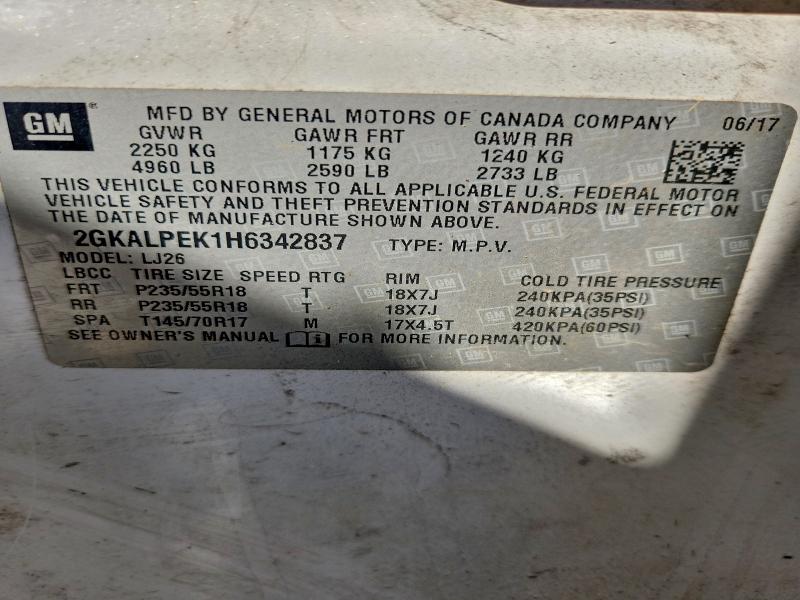 GM® MFD BY GENERAL MOTORS OF CANADA COMPANY 06/17
GVWR GAWR FRT GAWR RR
2250 KG 1175 KG 1240 KG
4960 LB 2590 LB 2733 LB
THIS VEHICLE CONFORMS TO ALL APPLICABLE U.S. FEDERAL MOTOR
VEHICLE SAFETY AND THEFT PREVENTION STANDARDS IN EFFECT ON
THE DATE OF MANUFACTURE SHOWN ABOVE.
2GKALPEK1H6342837 TYPE: M.P.V.
MODEL: LJ26
LBCC TIRE SIZE SPEED RTG RIM COLD TIRE PRESSURE
FRT P235/55R18 T 18X7J 240KPA(35PSI)
RR P235/55R18 T 18X7J 240KPA(35PSI)
SPA T145/70R17 M 17X4.5T 420KPA(60PSI)
SEE OWNER'S MANUAL FOR MORE INFORMATION.